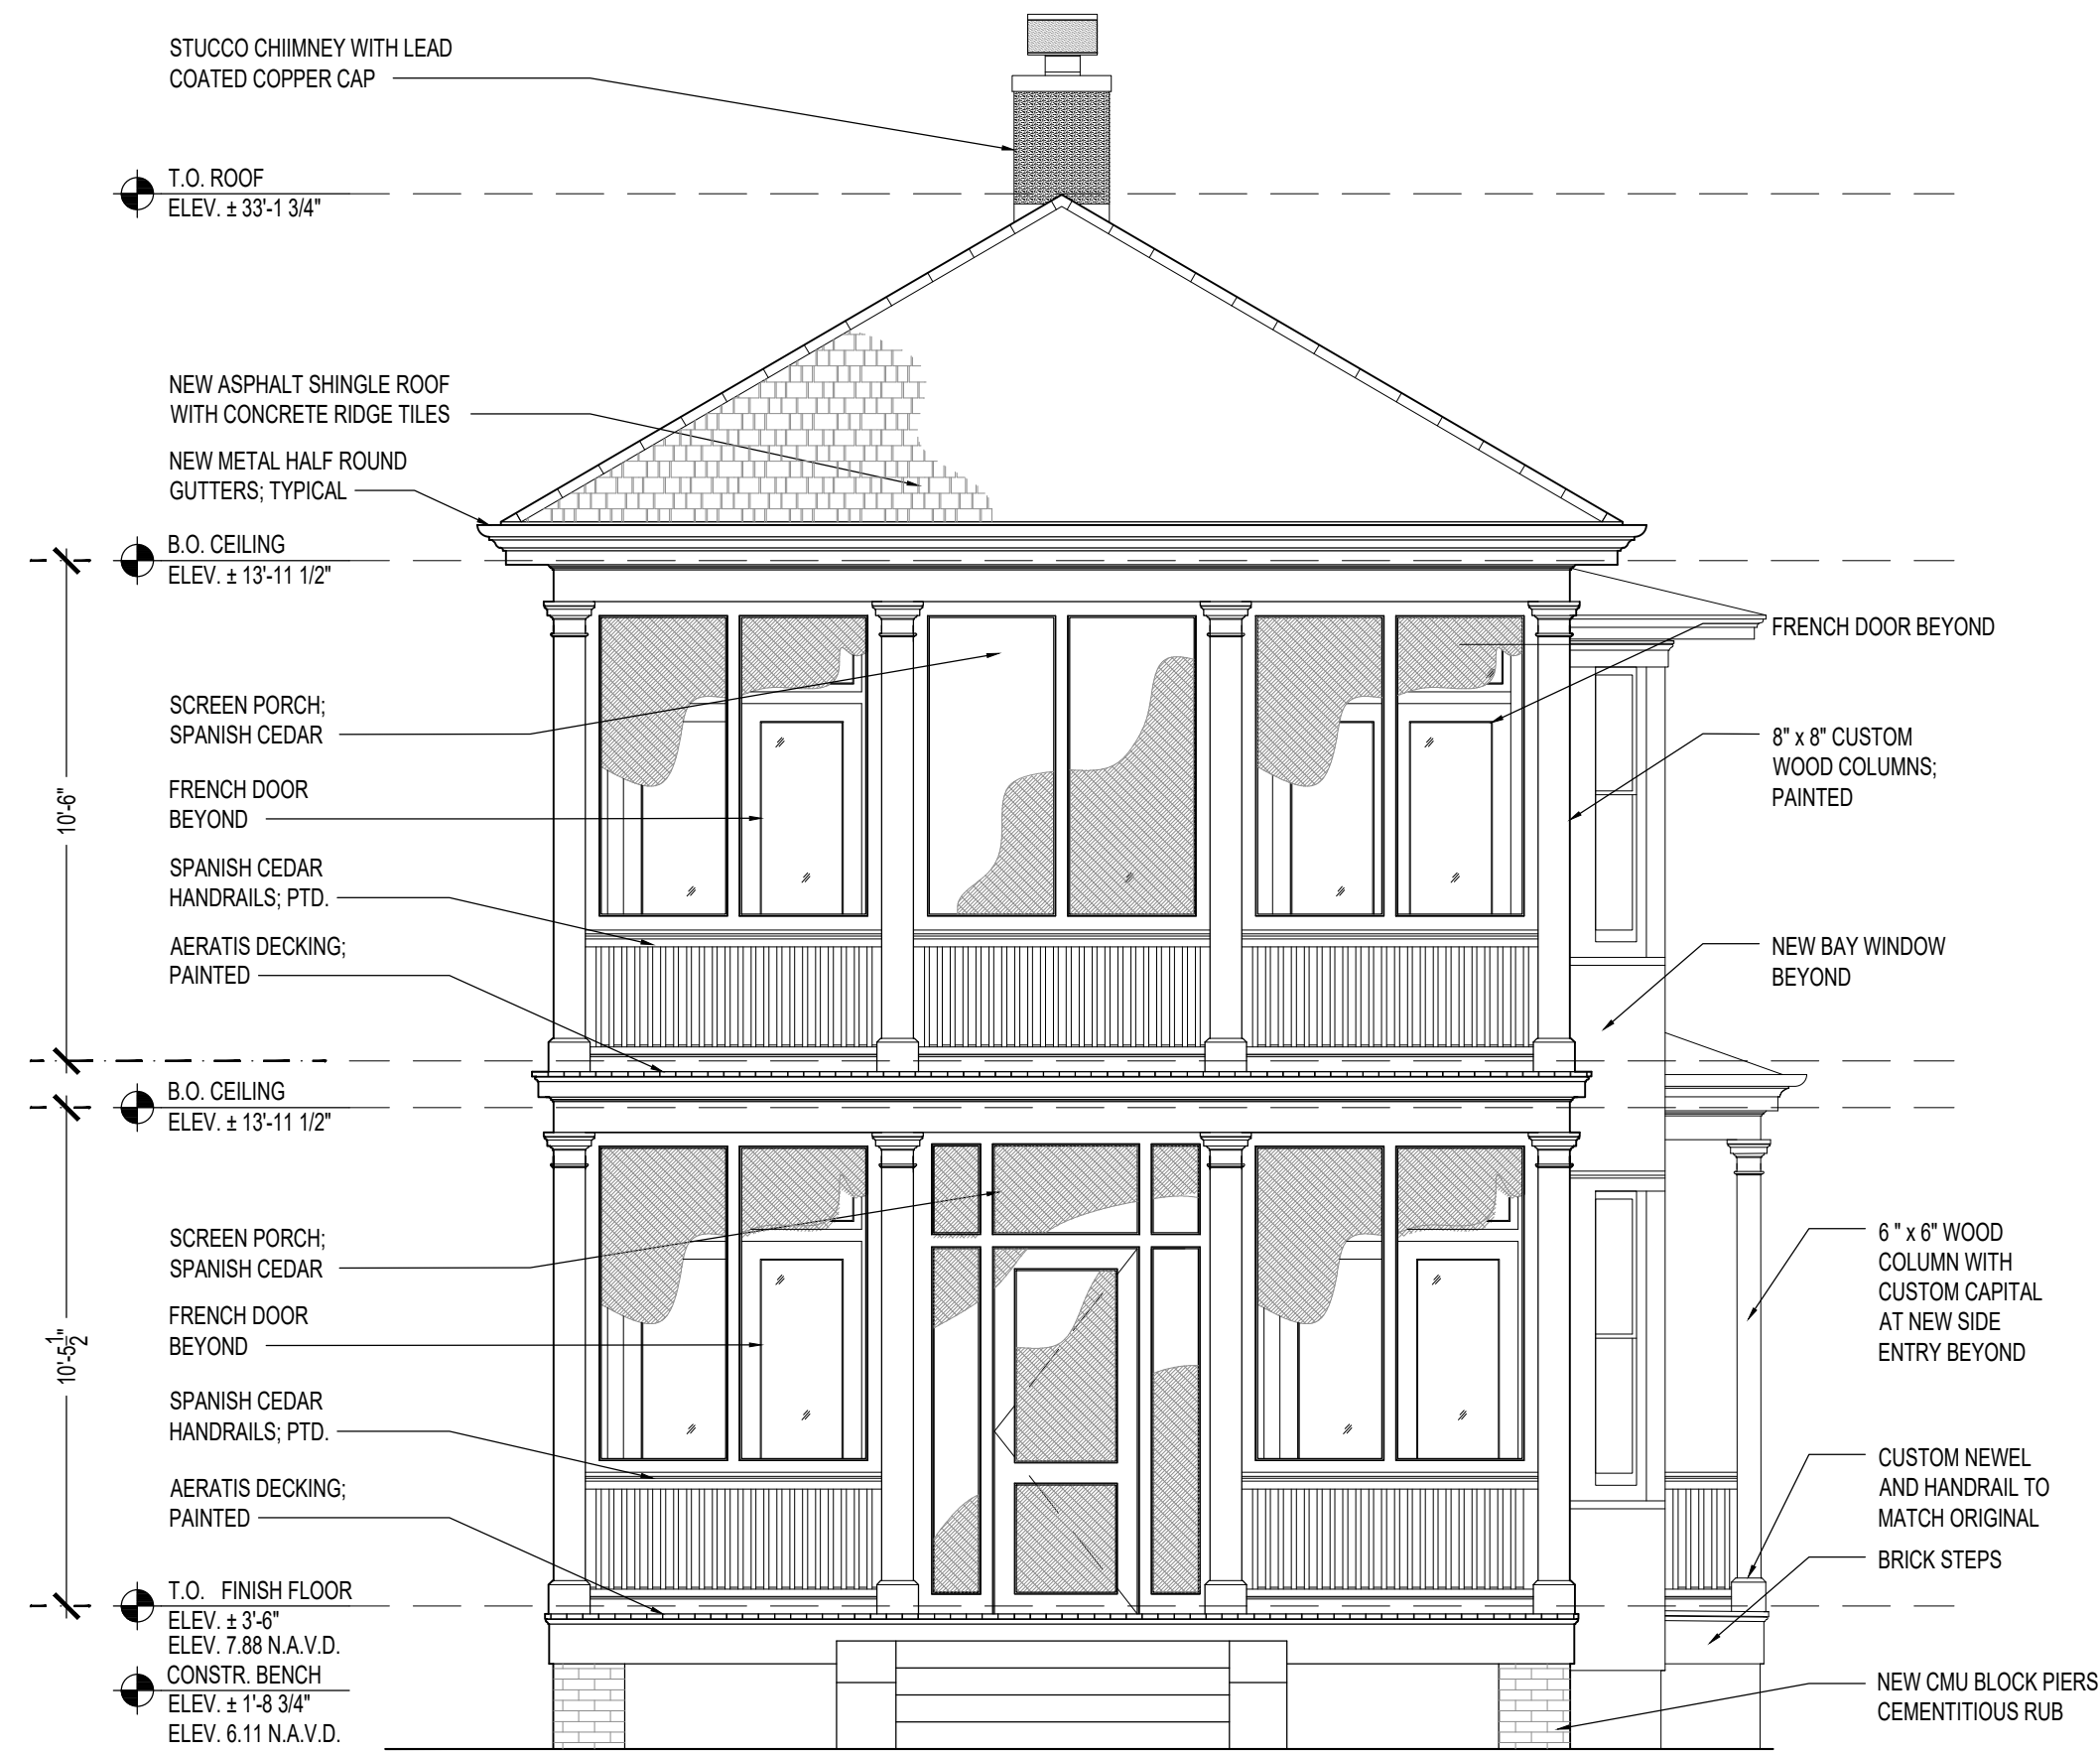 STUCCO CHIIMNEY WITH LEAD
COATED COPPER CAP
T.O. ROOF
ELEV. ± 33'-1 3/4"
NEW ASPHALT SHINGLE ROOF
WITH CONCRETE RIDGE TILES
NEW METAL HALF ROUND
GUTTERS; TYPICAL
B.O. CEILING
ELEV. ± 13'-11 1/2"
10'-6"
SCREEN PORCH;
SPANISH CEDAR
FRENCH DOOR
BEYOND
SPANISH CEDAR
HANDRAILS; PTD.
AERATIS DECKING;
PAINTED
B.O. CEILING
ELEV. ± 13'-11 1/2"
10'-5 1/2"
SCREEN PORCH;
SPANISH CEDAR
FRENCH DOOR
BEYOND
SPANISH CEDAR
HANDRAILS; PTD.
AERATIS DECKING;
PAINTED
T.O. FINISH FLOOR
ELEV. ± 3'-6"
ELEV. 7.88 N.A.V.D.
CONSTR. BENCH
ELEV. ± 1'-8 3/4"
ELEV. 6.11 N.A.V.D.
FRENCH DOOR BEYOND
8" x 8" CUSTOM
WOOD COLUMNS;
PAINTED
NEW BAY WINDOW
BEYOND
6 " x 6" WOOD
COLUMN WITH
CUSTOM CAPITAL
AT NEW SIDE
ENTRY BEYOND
CUSTOM NEWEL
AND HANDRAIL TO
MATCH ORIGINAL
BRICK STEPS
NEW CMU BLOCK PIERS
CEMENTITIOUS RUB